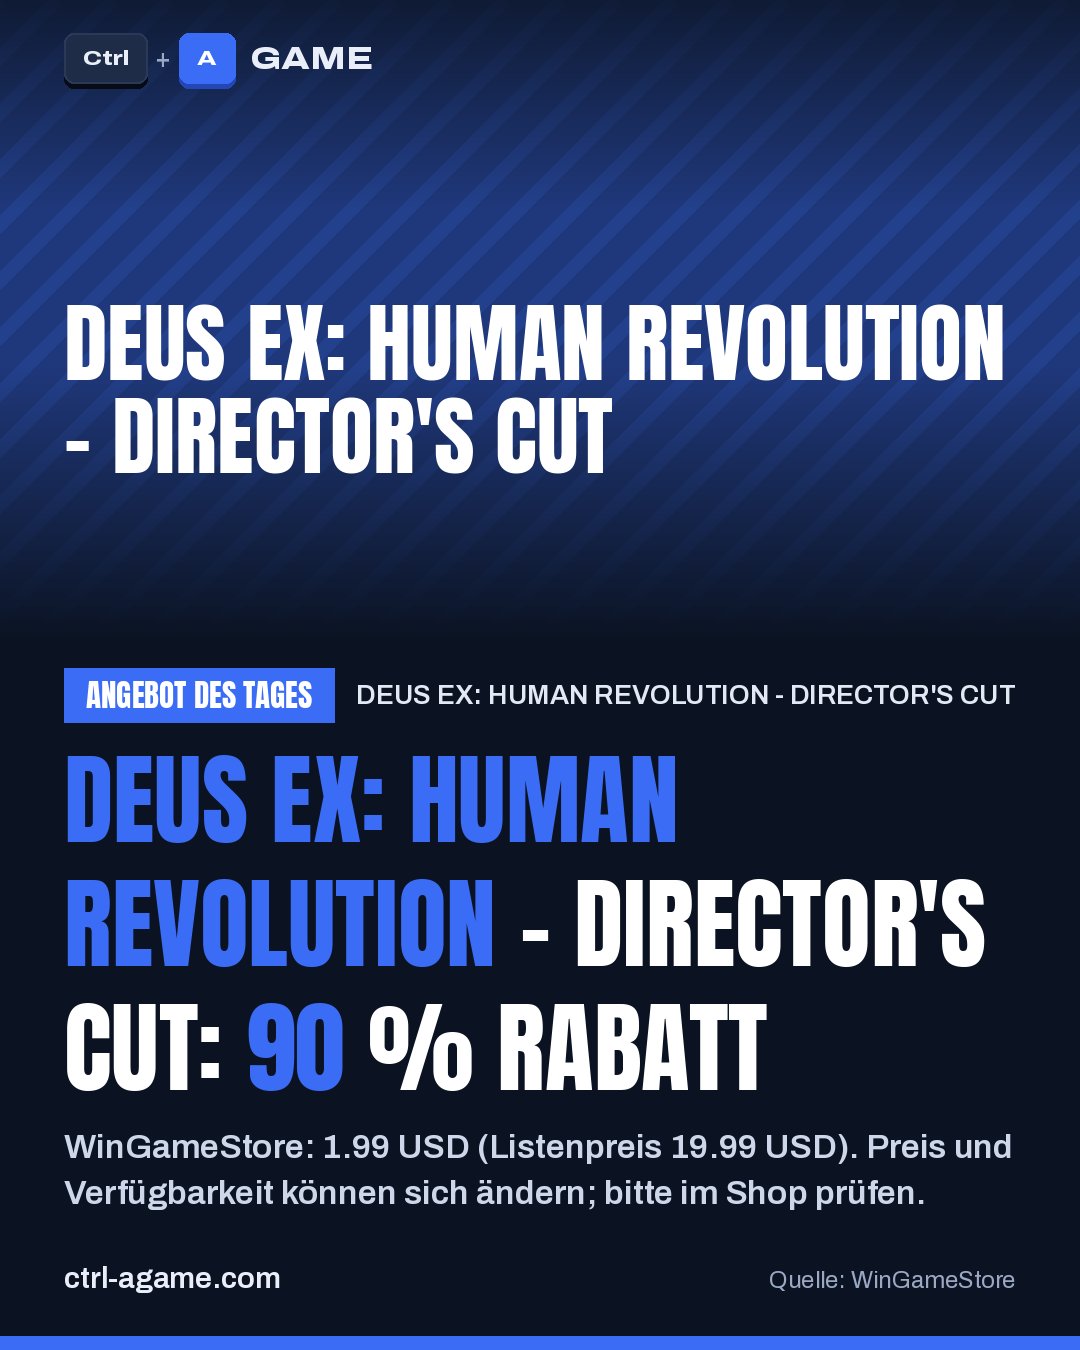 Ctrl + A GAME
DEUS EX: HUMAN REVOLUTION
- DIRECTOR'S CUT
ANGEBOT DES TAGES DEUS EX: HUMAN REVOLUTION - DIRECTOR'S CUT
DEUS EX: HUMAN
REVOLUTION - DIRECTOR'S
CUT: 90 % RABATT
WinGameStore: 1.99 USD (Listenpreis 19.99 USD). Preis und
Verfügbarkeit können sich ändern; bitte im Shop prüfen.
ctrl-agame.com Quelle: WinGameStore